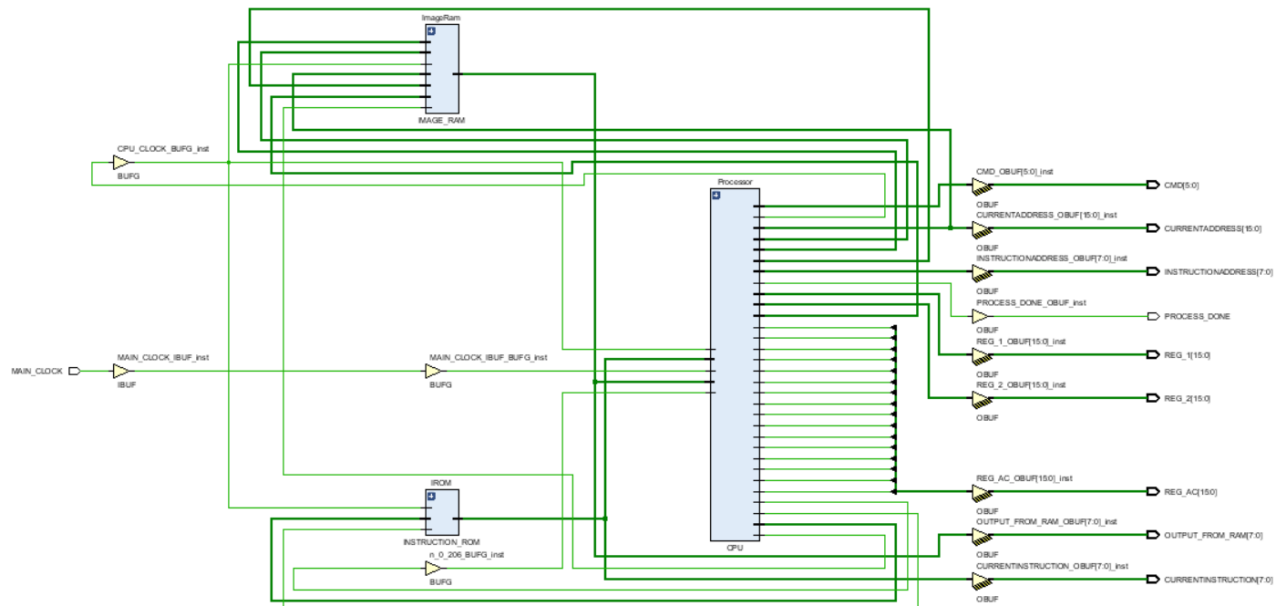 ImageRam
IMAGE_RAM
CPU_CLOCK_BUFG_inst
BUFG
Processor
CMD_OBUF[5:0]_inst
CMD[5:0]
OBUF
CURRENTADDRESS_OBUF[15:0]_inst
CURRENTADDRESS[15:0]
OBUF
INSTRUCTIONADDRESS_OBUF[7:0]_inst
INSTRUCTIONADDRESS[7:0]
OBUF
PROCESS_DONE_OBUF_inst
PROCESS_DONE
OBUF
MAIN_CLOCK
MAIN_CLOCK_IBUF_inst
IBUF
MAIN_CLOCK_IBUF_BUFG_inst
BUFG
REG_1_OBUF[15:0]_inst
REG_1[15:0]
OBUF
REG_2_OBUF[15:0]_inst
REG_2[15:0]
OBUF
IROM
INSTRUCTION_ROM
n_0_206_BUFG_inst
BUFG
CPU
REG_AC_OBUF[15:0]_inst
REG_AC[15:0]
OBUF
OUTPUT_FROM_RAM_OBUF[7:0]_inst
OUTPUT_FROM_RAM[7:0]
OBUF
CURRENTINSTRUCTION_OBUF[7:0]_inst
CURRENTINSTRUCTION[7:0]
OBUF